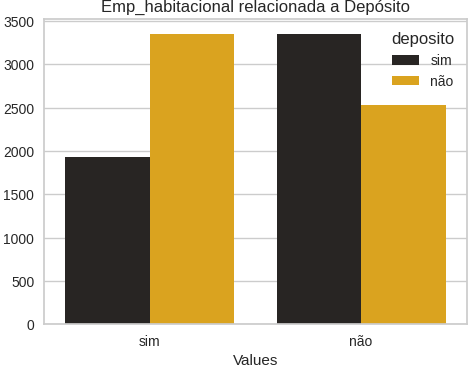 Emp_habitacional relacionada a Depósito
3500
3000
2500
2000
1500
1000
500
0
deposito
sim
não
sim
não
Values